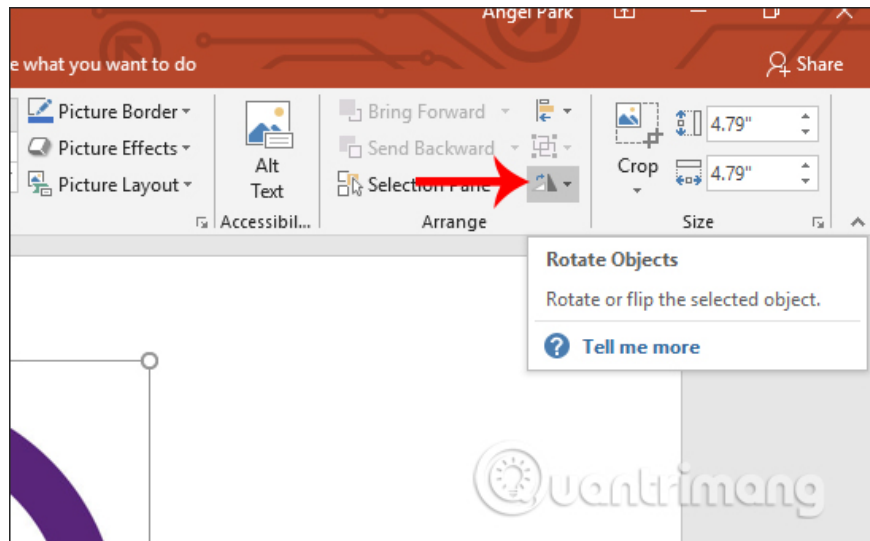 Angel Park
e what you want to do
Share
Picture Border
Picture Effects
Picture Layout
Alt
Text
Accessibil...
Bring Forward
Send Backward
Selection Pane
Arrange
Crop
4.79"
4.79"
Size
Rotate Objects
Rotate or flip the selected object.
? Tell me more
Quantrimang